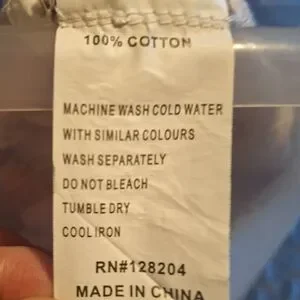 100% COTTON
MACHINE WASH COLD WATER
WITH SIMILAR COLOURS
WASH SEPARATELY
DO NOT BLEACH
TUMBLE DRY
COOL IRON
RN#128204
MADE IN CHINA